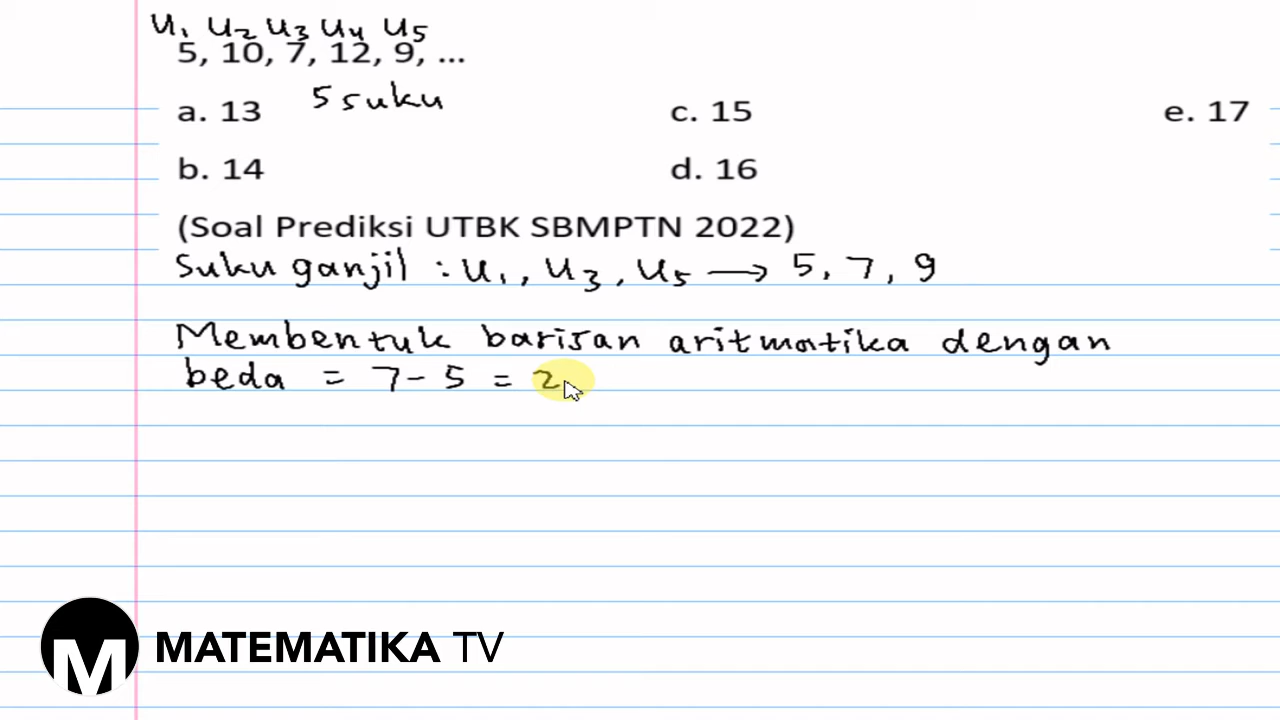 u1 u2 u3 u4 u5
5, 10, 7, 12, 9, ...
a. 13 5 suku c. 15 e. 17
b. 14 d. 16
(Soal Prediksi UTBK SBMPTN 2022)
Suku ganjil : u1, u3, u5 → 5, 7, 9
Membentuk barisan aritmatika dengan
beda = 7 - 5 = 2
M MATEMATIKA TV